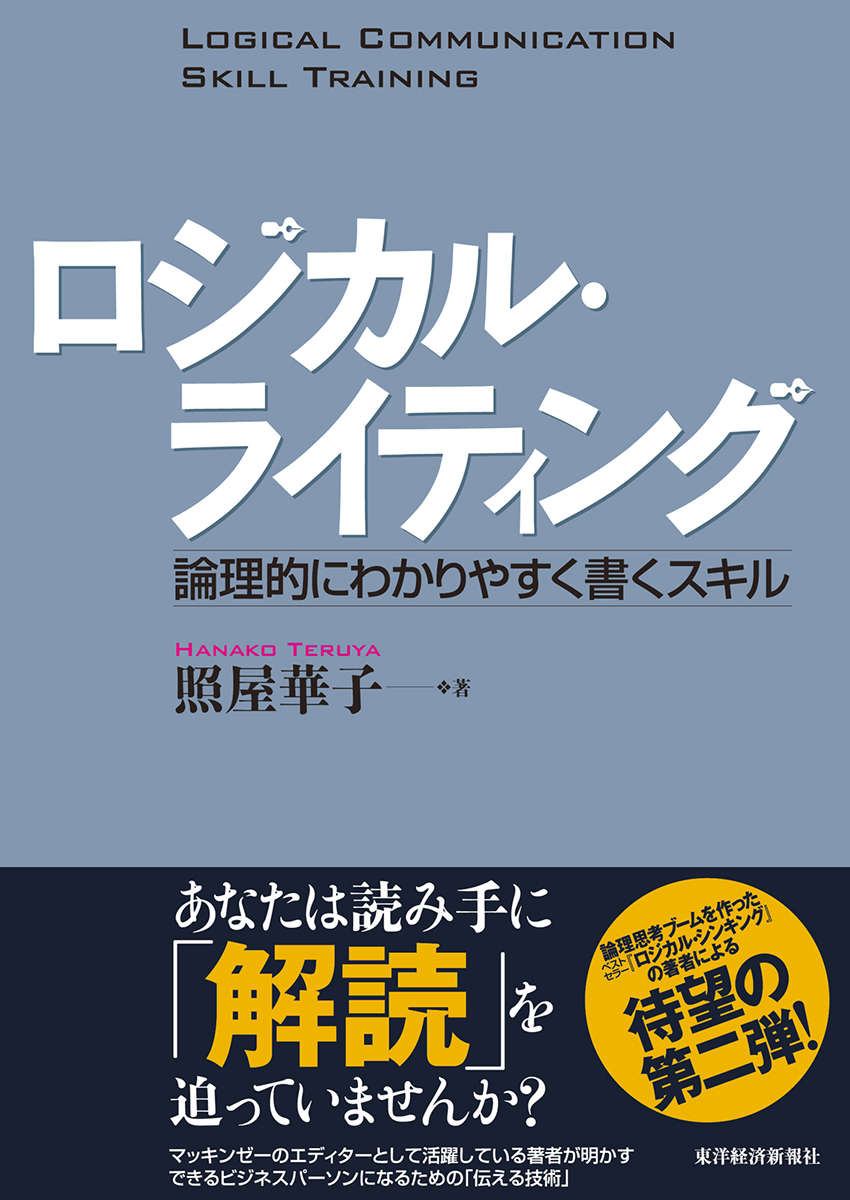 LOGICAL COMMUNICATION
SKILL TRAINING
ロジカル・
ライティング
論理的にわかりやすく書くスキル
HANAKO TERUYA
照屋華子──❖著
あなたは読み手に
「解読」を
迫っていませんか?
マッキンゼーのエディターとして活躍している著者が明かす
できるビジネスパーソンになるための「伝える技術」
論理思考ブームを作った
ベストセラー『ロジカル・シンキング』
の著者による
待望の
第二弾!
東洋経済新報社